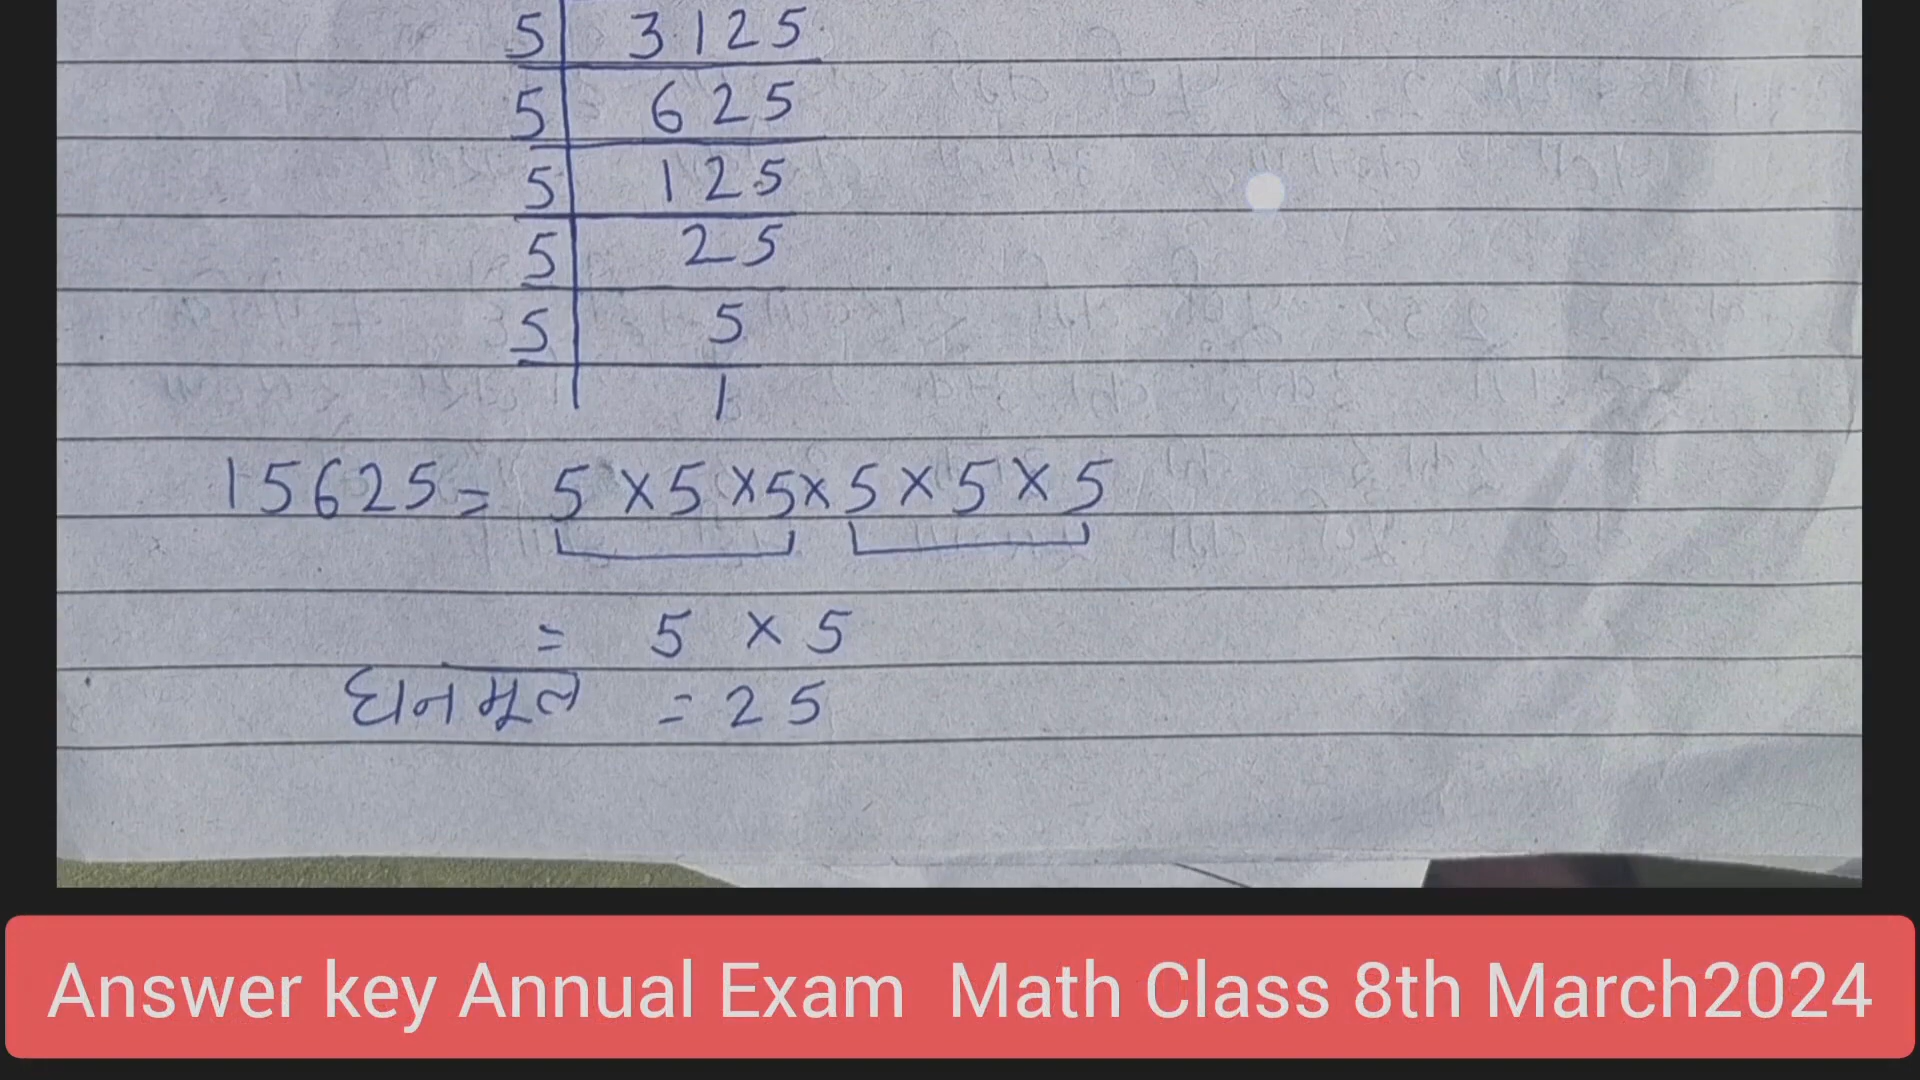 5 3125
5 625
5 125
5 25
5 5
1
15625 = 5 × 5 × 5 × 5 × 5 × 5
= 5 × 5
घनमूल = 25
Answer key Annual Exam Math Class 8th March2024